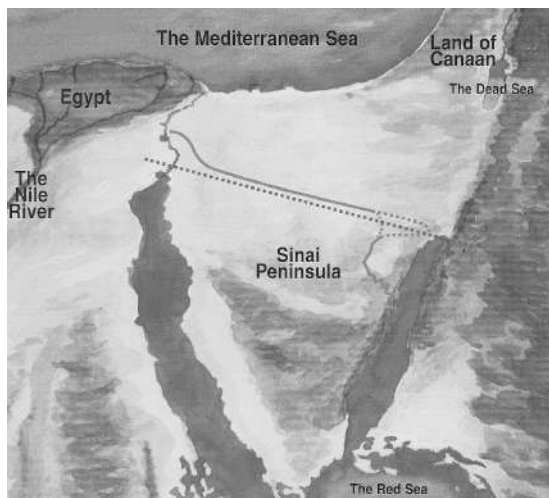 The Mediterranean Sea
Land of
Canaan
The Dead Sea
Egypt
The
Nile
River
Sinai
Peninsula
The Red Sea